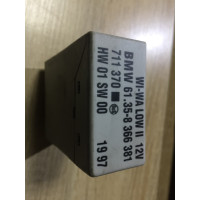 WI-WA LOW II 12V
BMW 61.35-8 366 381
711 370
HW 01 SW 00
19 97